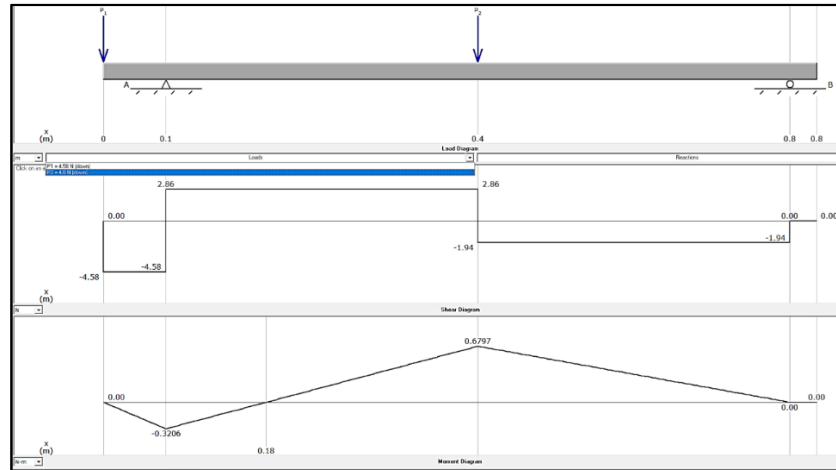 P₁ P₂
A B
x
(m) 0 0.1 0.4 0.8 0.8
Load Diagram
m Loads Reactions
P1 = 4.58 N (down)
P2 = 4.8 N (down)
2.86 2.86
0.00 0.00 0.00
-1.94 -1.94
-4.58 -4.58
x
(m)
N Shear Diagram
0.6797
0.00 0.00
0.00
-0.3206
x
(m) 0.18
N-m Moment Diagram